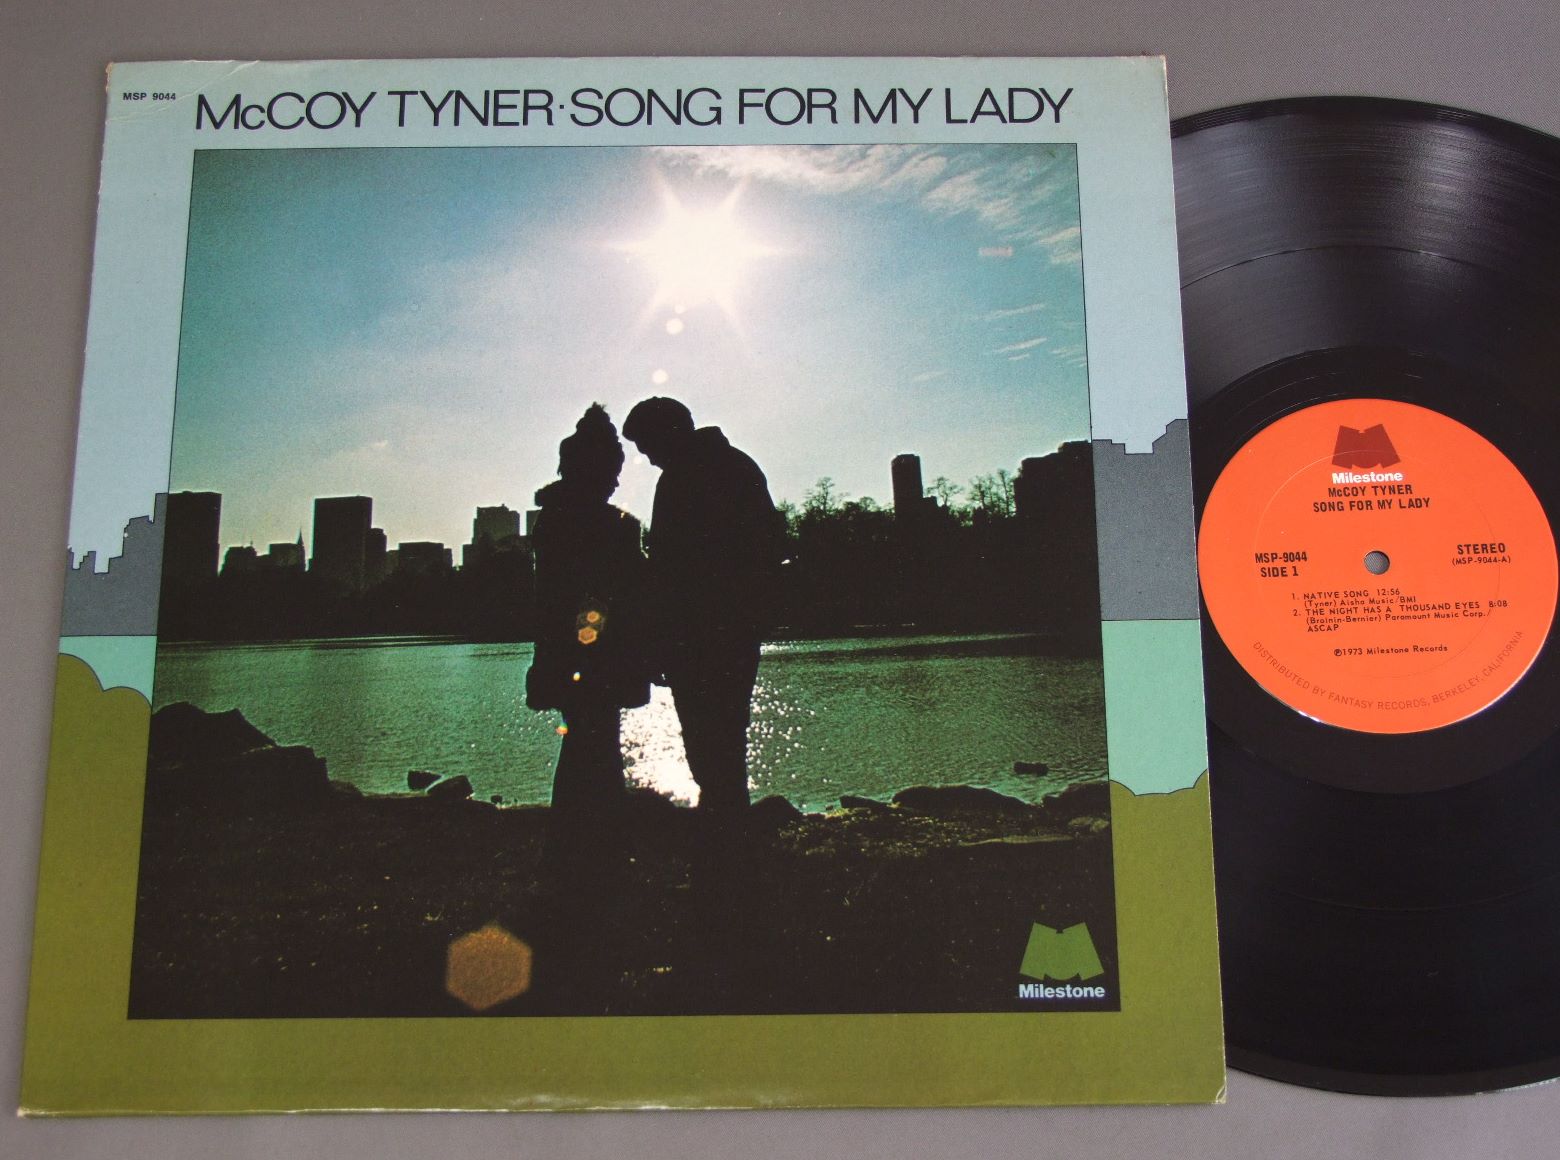 MSP 9044
McCOY TYNER·SONG FOR MY LADY
Milestone
Milestone
McCOY TYNER
SONG FOR MY LADY
MSP-9044
SIDE 1
STEREO
(MSP-9044-A)
1. NATIVE SONG 12:56
(Tyner) Aisha Music/BMI
2. THE NIGHT HAS A THOUSAND EYES 8:08
(Brainin-Bernier) Paramount Music Corp.
ASCAP
℗1973 Milestone Records
DISTRIBUTED BY FANTASY RECORDS, BERKELEY, CALIFORNIA